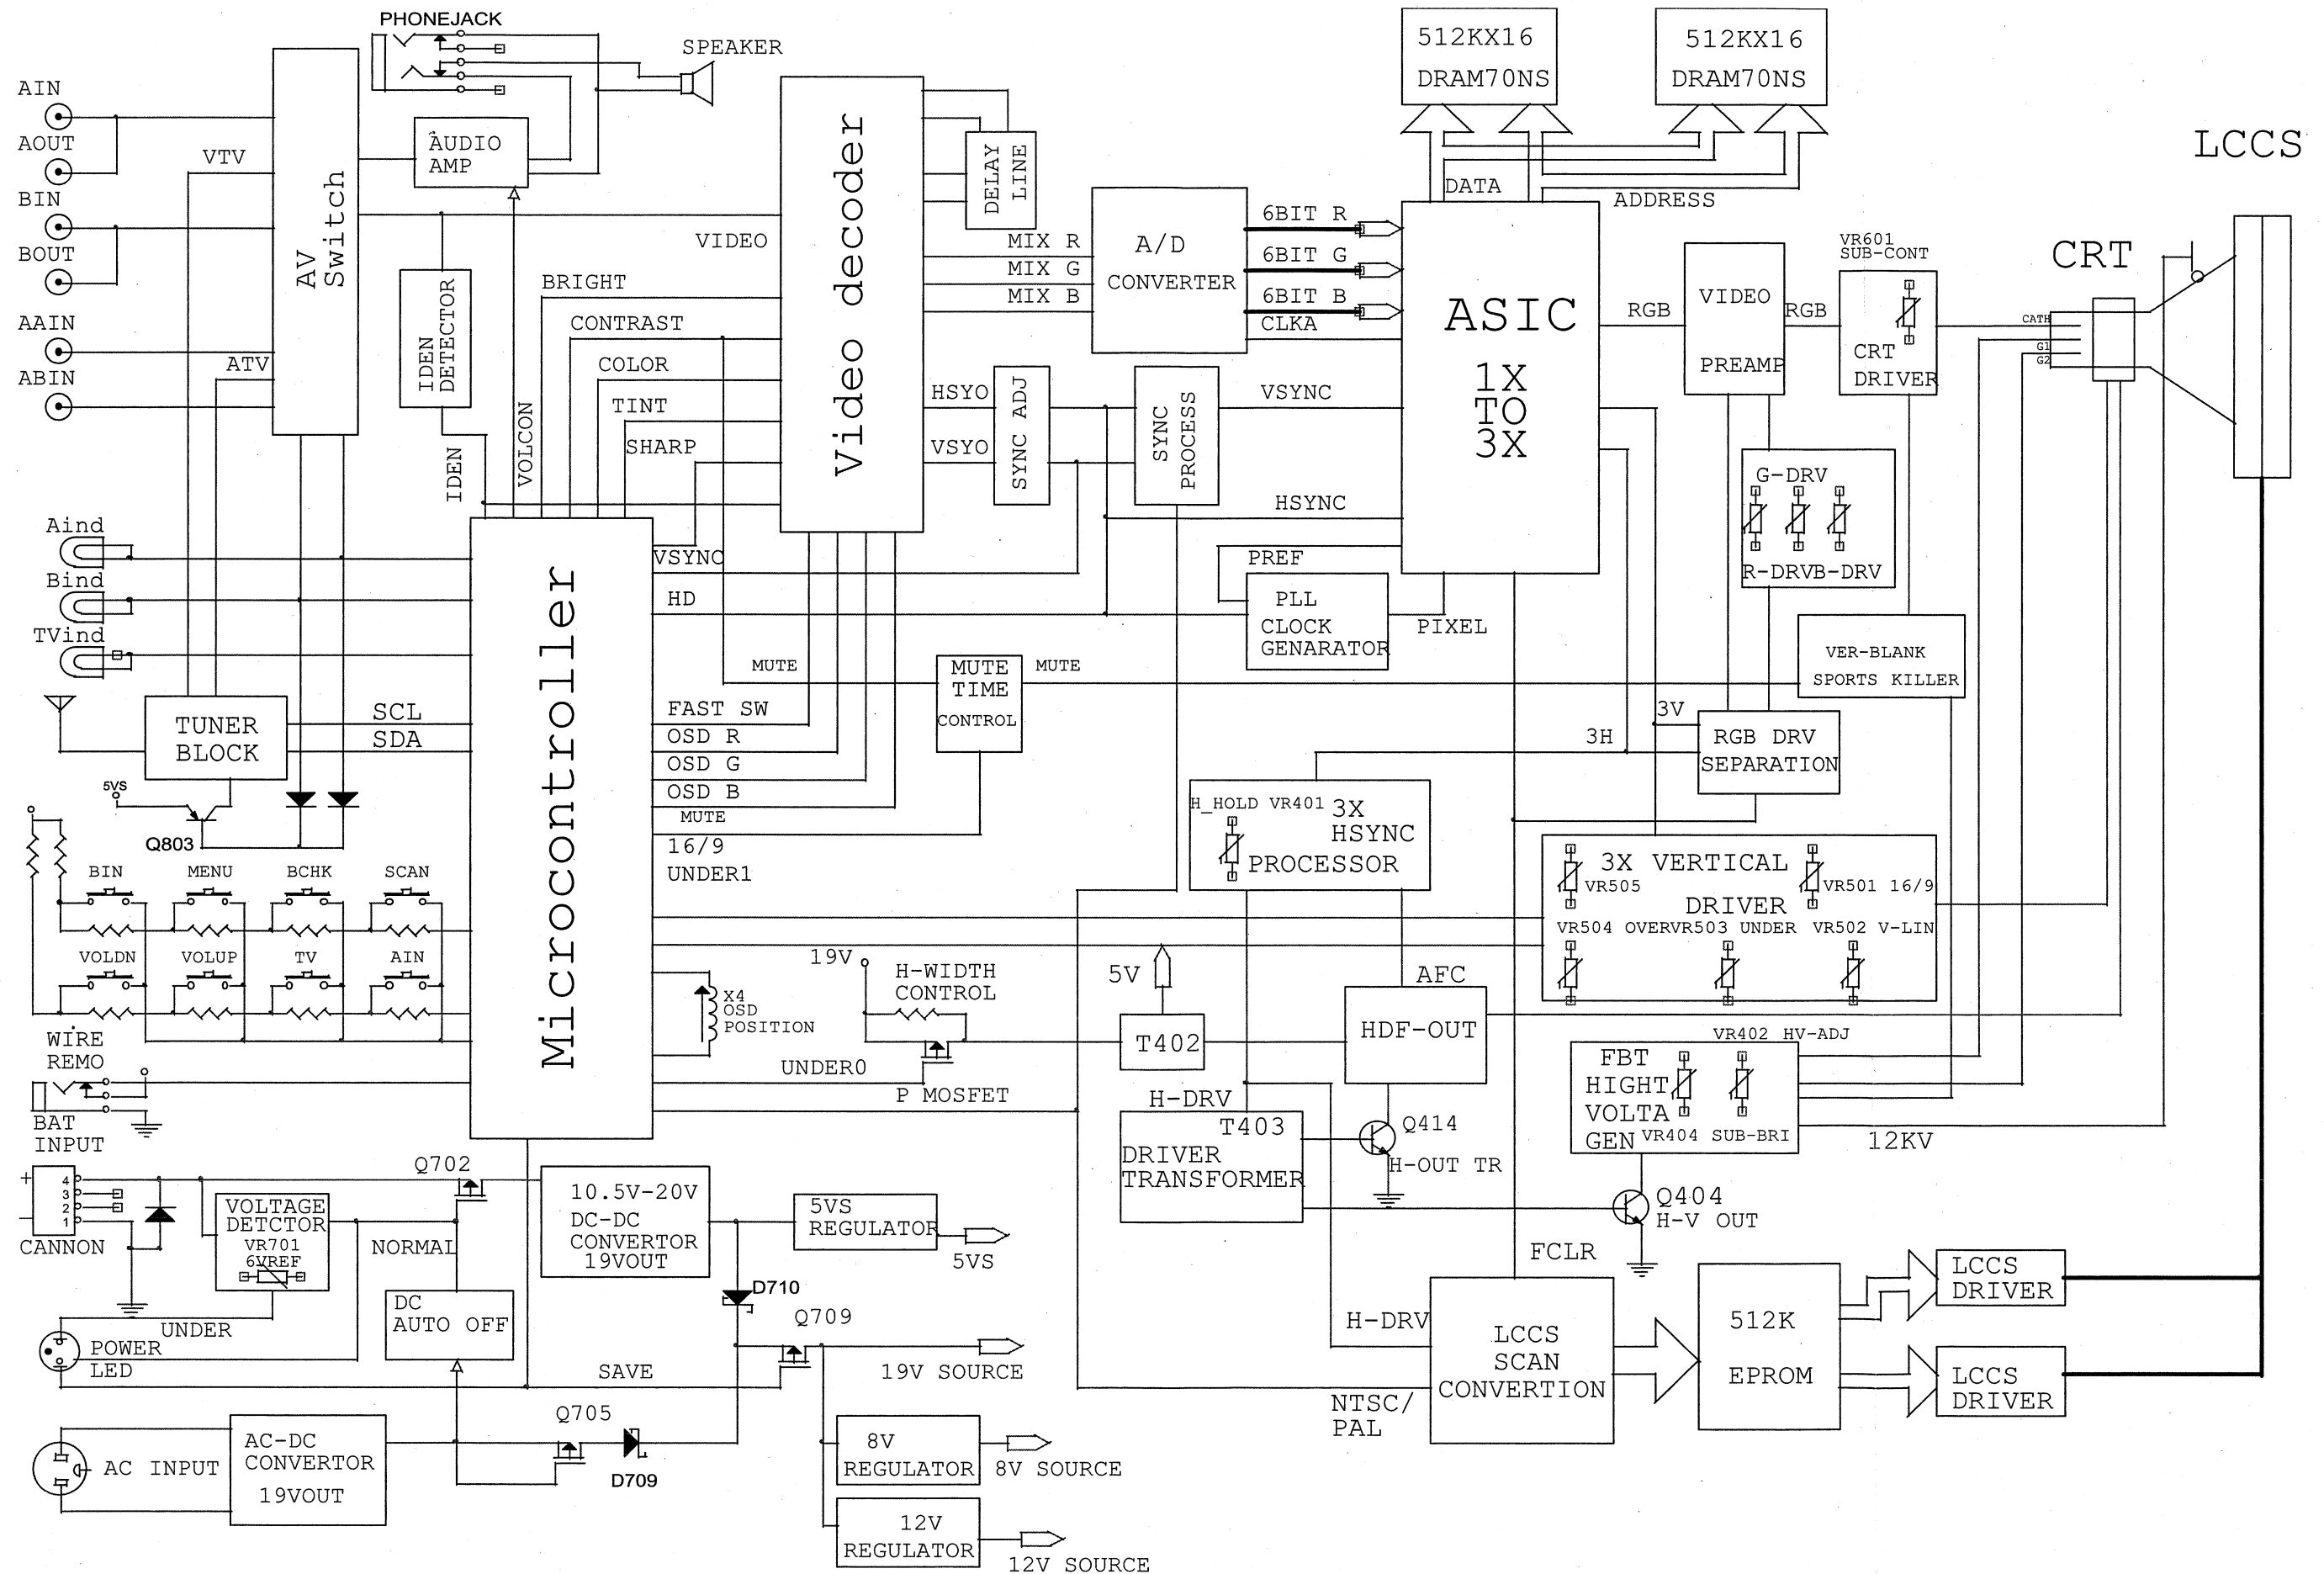 PHONEJACK
SPEAKER
AIN
AOUT
BIN
BOUT
AAIN
ABIN
VTV
ATV
AV
Switch
AUDIO
AMP
IDEN
DETECTOR
IDEN
VOLCON
VIDEO
BRIGHT
CONTRAST
COLOR
TINT
SHARP
Video decoder
DELAY
LINE
MIX R
MIX G
MIX B
HSYO
VSYO
SYNC ADJ
SYNC
PROCESS
A/D
CONVERTER
6BIT R
6BIT G
6BIT B
CLKA
VSYNC
HSYNC
PREF
512KX16
DRAM70NS
512KX16
DRAM70NS
DATA
ADDRESS
ASIC
1X
TO
3X
RGB
VIDEO
PREAMP
RGB
VR601
SUB-CONT
CRT
DRIVER
CRT
LCCS
CATH
G1
G2
G-DRV
R-DRVB-DRV
VER-BLANK
SPORTS KILLER
PLL
CLOCK
GENARATOR
PIXEL
Aind
Bind
TVind
TUNER
BLOCK
SCL
SDA
5VS
Q803
Microcontroller
VSYNC
HD
MUTE
MUTE
TIME
CONTROL
MUTE
FAST SW
OSD R
OSD G
OSD B
MUTE
16/9
UNDER1
3V
3H
RGB DRV
SEPARATION
H_HOLD VR401
3X
HSYNC
PROCESSOR
3X VERTICAL
DRIVER
VR505
VR501 16/9
VR504 OVERVR503 UNDER
VR502 V-LIN
BIN
MENU
BCHK
SCAN
VOLDN
VOLUP
TV
AIN
WIRE
REMO
BAT
INPUT
X4
OSD
POSITION
19V
H-WIDTH
CONTROL
UNDER0
P MOSFET
5V
T402
AFC
HDF-OUT
H-DRV
T403
DRIVER
TRANSFORMER
Q414
H-OUT TR
VR402 HV-ADJ
FBT
HIGHT
VOLTA
GEN
VR404 SUB-BRI
12KV
Q404
H-V OUT
+
4
3
2
1
-
CANNON
VOLTAGE
DETCTOR
VR701
6VREF
Q702
NORMAL
UNDER
POWER
LED
DC
AUTO OFF
10.5V-20V
DC-DC
CONVERTOR
19VOUT
5VS
REGULATOR
5VS
D710
Q709
SAVE
19V SOURCE
AC INPUT
AC-DC
CONVERTOR
19VOUT
Q705
D709
8V
REGULATOR
8V SOURCE
12V
REGULATOR
12V SOURCE
FCLR
H-DRV
NTSC/
PAL
LCCS
SCAN
CONVERTION
512K
EPROM
LCCS
DRIVER
LCCS
DRIVER